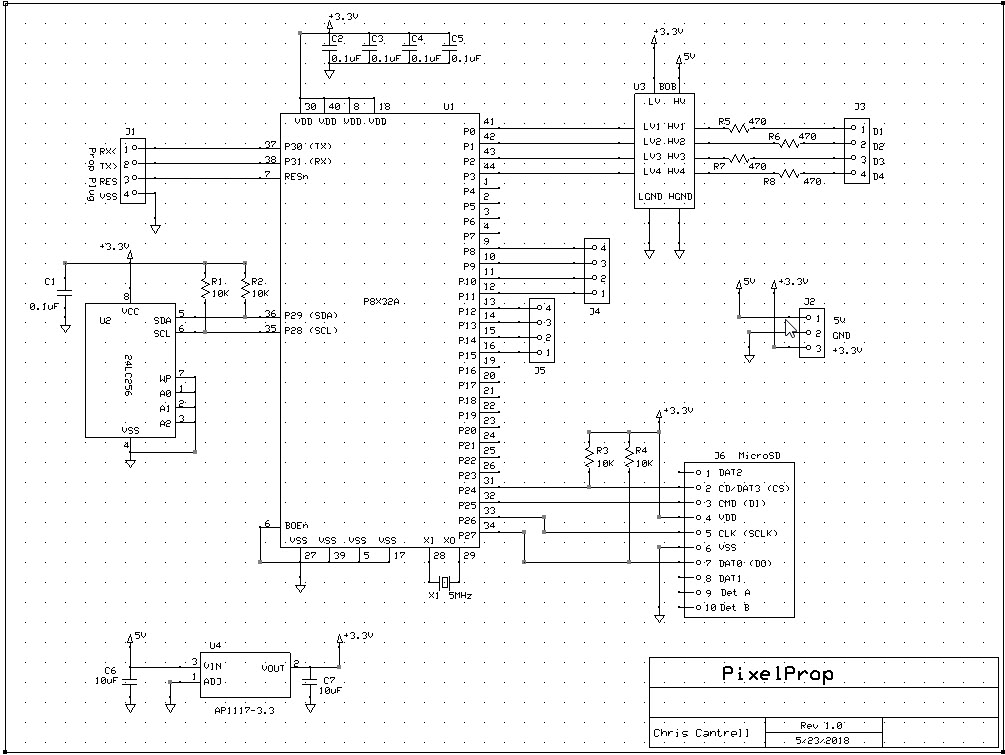 +3.3V
C2 C3 C4 C5
0.1uF 0.1uF 0.1uF 0.1uF
+3.3V
5V
U3 BOB
LV HV
LV1 HV1
LV2 HV2
LV3 HV3
LV4 HV4
LGND HGND
R5 470
R6 470
R7 470
R8 470
J3
1 D1
2 D2
3 D3
4 D4
U1
30 40 8 18
VDD VDD VDD VDD
J1
Prop Plug
RX< 1
TX> 2
RES 3
VSS 4
37 P30 (TX)
38 P31 (RX)
7 RESn
P8X32A
36 P29 (SDA)
35 P28 (SCL)
6 BOEn
VSS VSS VSS VSS
27 39 5 17
XI XO
28 29
X1 5MHz
P0 41
P1 42
P2 43
P3 44
P4 1
P5 2
P6 3
P7 4
P8 9
P9 10
P10 11
P11 12
P12 13
P13 14
P14 15
P15 16
P16 19
P17 20
P18 21
P19 22
P20 23
P21 24
P22 25
P23 26
P24 31
P25 32
P26 33
P27 34
4
3
2
1
J4
4
3
2
1
J5
+3.3V
C1
0.1uF
R1
10K
R2
10K
U2
8
VCC
SDA 5
SCL 6
24LC256
WP 7
A0 1
A1 2
A2 3
VSS
4
5V
+3.3V
J2
1 5V
2 GND
3 +3.3V
+3.3V
R3
10K
R4
10K
J6 MicroSD
1 DAT2
2 CD/DAT3 (CS)
3 CMD (DI)
4 VDD
5 CLK (SCLK)
6 VSS
7 DAT0 (DO)
8 DAT1
9 Det A
10 Det B
5V
C6
10uF
U4
3 VIN
1 ADJ
VOUT 2
AP1117-3.3
+3.3V
C7
10uF
PixelProp
Chris Cantrell
Rev 1.0
5/23/2018